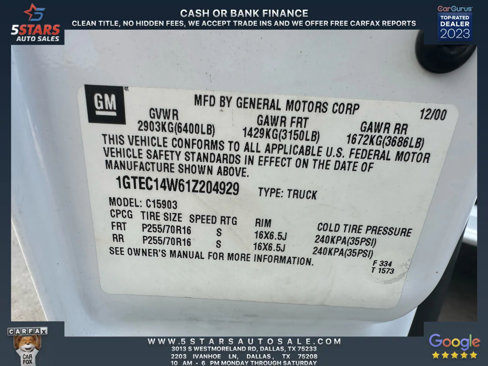 CASH OR BANK FINANCE
CLEAN TITLE, NO HIDDEN FEES, WE ACCEPT TRADE INS AND WE OFFER FREE CARFAX REPORTS
5STARS
AUTO SALES
CarGurus
TOP-RATED
DEALER
2023
GM
MFD BY GENERAL MOTORS CORP 12/00
GVWR GAWR FRT GAWR RR
2903KG(6400LB) 1429KG(3150LB) 1672KG(3686LB)
THIS VEHICLE CONFORMS TO ALL APPLICABLE U.S. FEDERAL MOTOR
VEHICLE SAFETY STANDARDS IN EFFECT ON THE DATE OF
MANUFACTURE SHOWN ABOVE.
1GTEC14W61Z204929 TYPE: TRUCK
MODEL: C15903
CPCG TIRE SIZE SPEED RTG RIM COLD TIRE PRESSURE
FRT P255/70R16 S 16X6.5J 240KPA(35PSI)
RR P255/70R16 S 16X6.5J 240KPA(35PSI)
SEE OWNER'S MANUAL FOR MORE INFORMATION.
F 334
T 1573
CARFAX
CAR
FOX
WWW.5STARSAUTOSALE.COM
3013 S WESTMORELAND RD, DALLAS, TX 75233
2203 IVANHOE LN, DALLAS, TX 75208
10 AM - 6 PM MONDAY THROUGH SATURDAY
Google